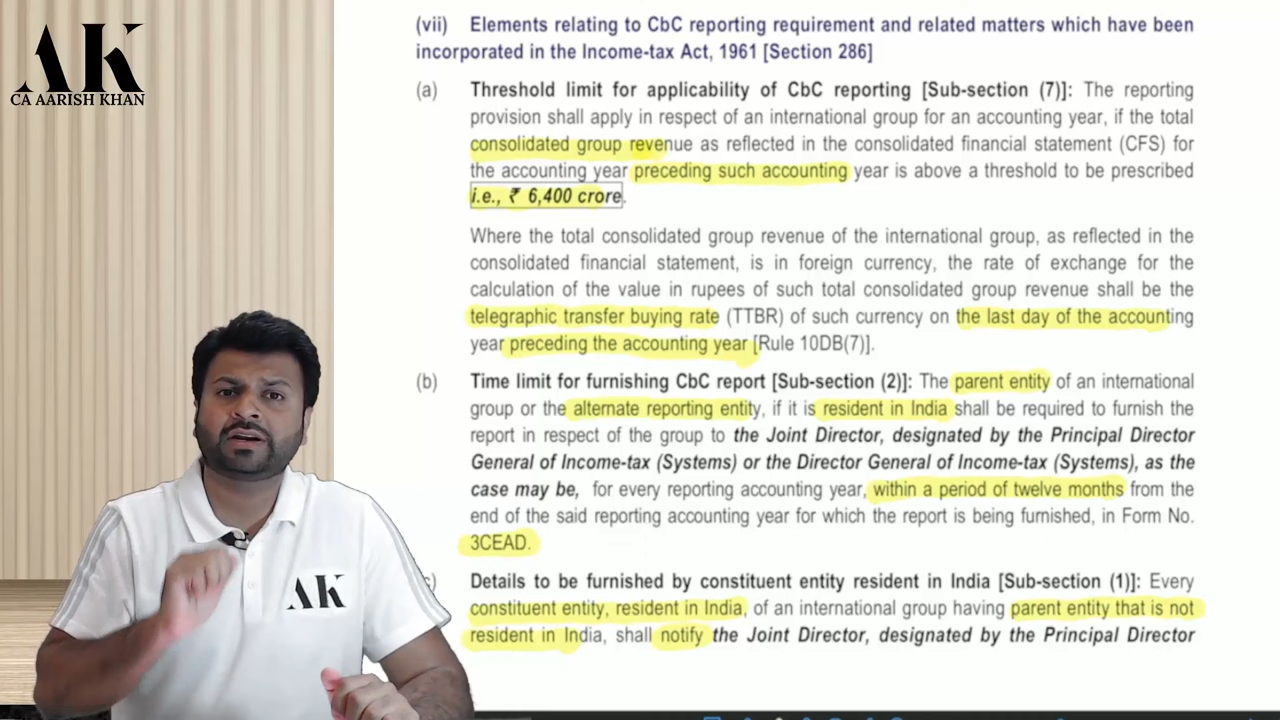 AK
CA AARISH KHAN
(vii) Elements relating to CbC reporting requirement and related matters which have been
incorporated in the Income-tax Act, 1961 [Section 286]
(a) Threshold limit for applicability of CbC reporting [Sub-section (7)]: The reporting
provision shall apply in respect of an international group for an accounting year, if the total
consolidated group revenue as reflected in the consolidated financial statement (CFS) for
the accounting year preceding such accounting year is above a threshold to be prescribed
i.e., ₹ 6,400 crore.
Where the total consolidated group revenue of the international group, as reflected in the
consolidated financial statement, is in foreign currency, the rate of exchange for the
calculation of the value in rupees of such total consolidated group revenue shall be the
telegraphic transfer buying rate (TTBR) of such currency on the last day of the accounting
year preceding the accounting year [Rule 10DB(7)].
(b) Time limit for furnishing CbC report [Sub-section (2)]: The parent entity of an international
group or the alternate reporting entity, if it is resident in India shall be required to furnish the
report in respect of the group to the Joint Director, designated by the Principal Director
General of Income-tax (Systems) or the Director General of Income-tax (Systems), as the
case may be, for every reporting accounting year, within a period of twelve months from the
end of the said reporting accounting year for which the report is being furnished, in Form No.
3CEAD.
Details to be furnished by constituent entity resident in India [Sub-section (1)]: Every
constituent entity, resident in India, of an international group having parent entity that is not
resident in India, shall notify the Joint Director, designated by the Principal Director
AK